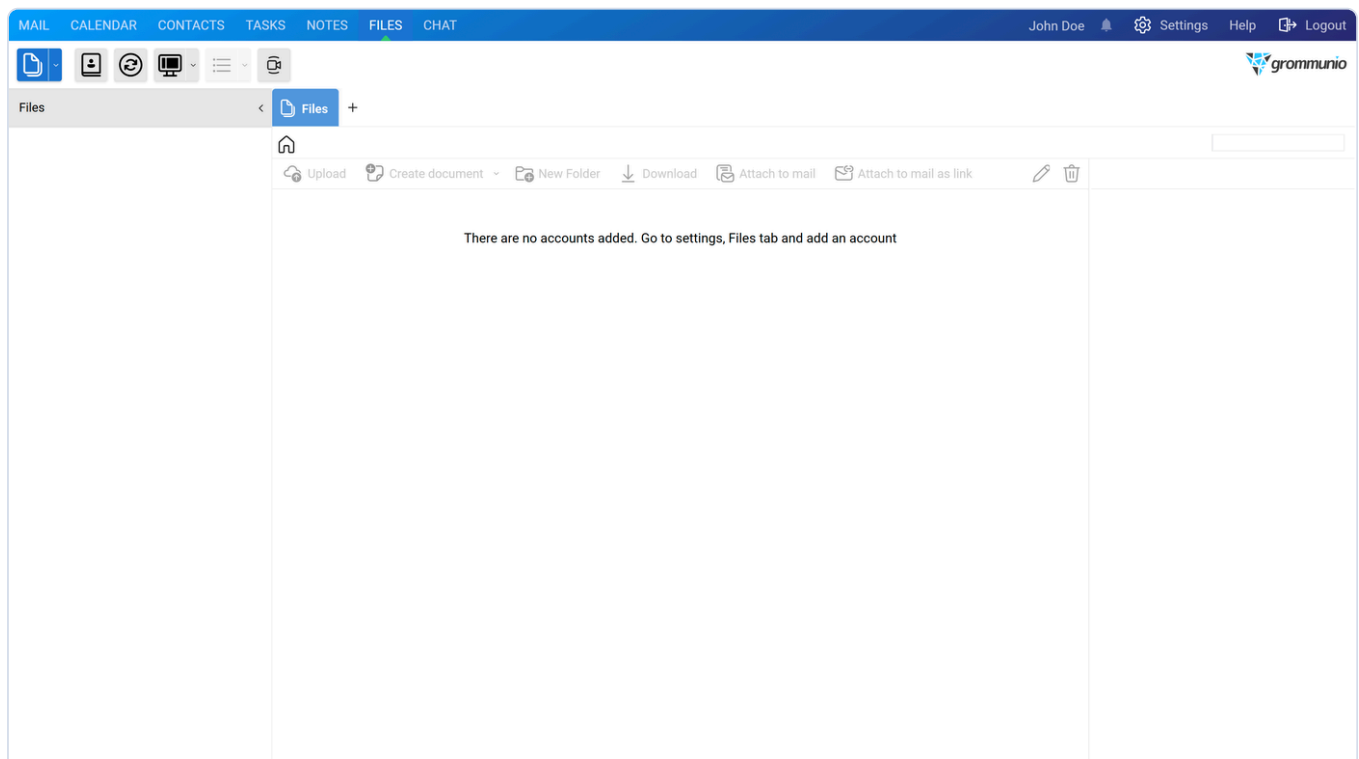 MAIL CALENDAR CONTACTS TASKS NOTES FILES CHAT John Doe Settings Help Logout
grommunio
Files
Files
Upload Create document New Folder Download Attach to mail Attach to mail as link
There are no accounts added. Go to settings, Files tab and add an account